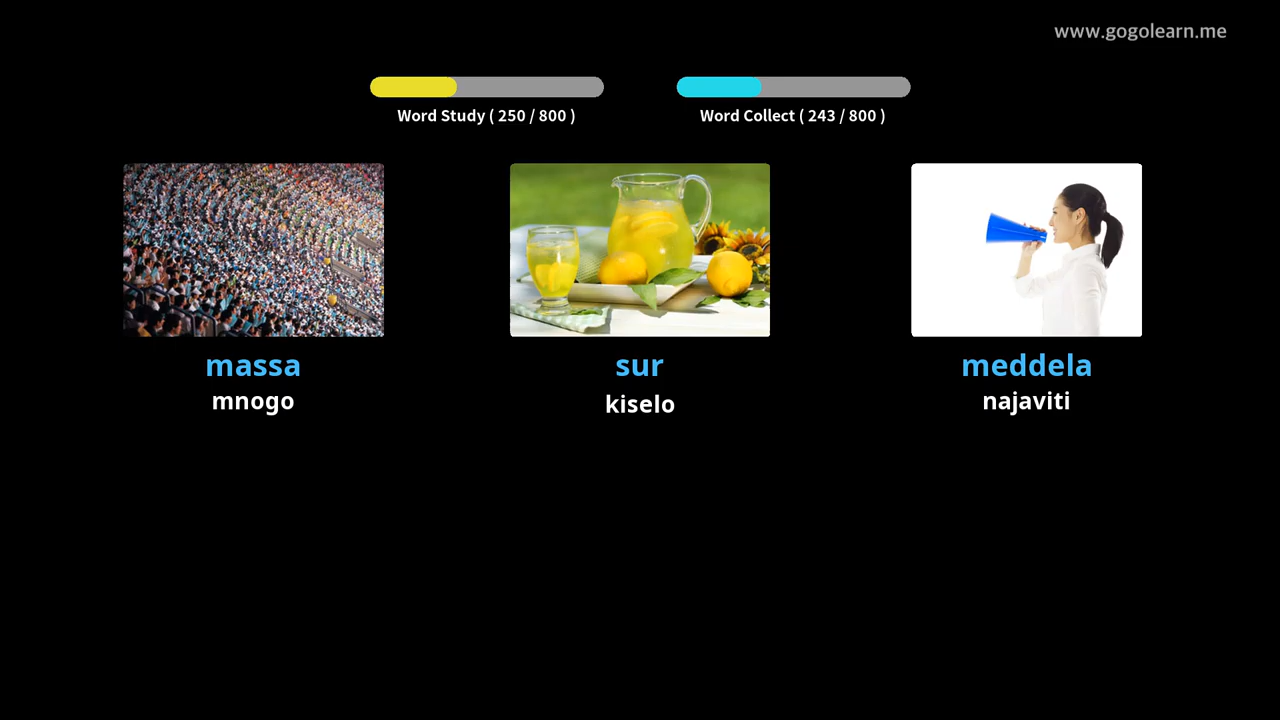 www.gogolearn.me
Word Study ( 250 / 800 )
Word Collect ( 243 / 800 )
massa
mnogo
sur
kiselo
meddela
najaviti